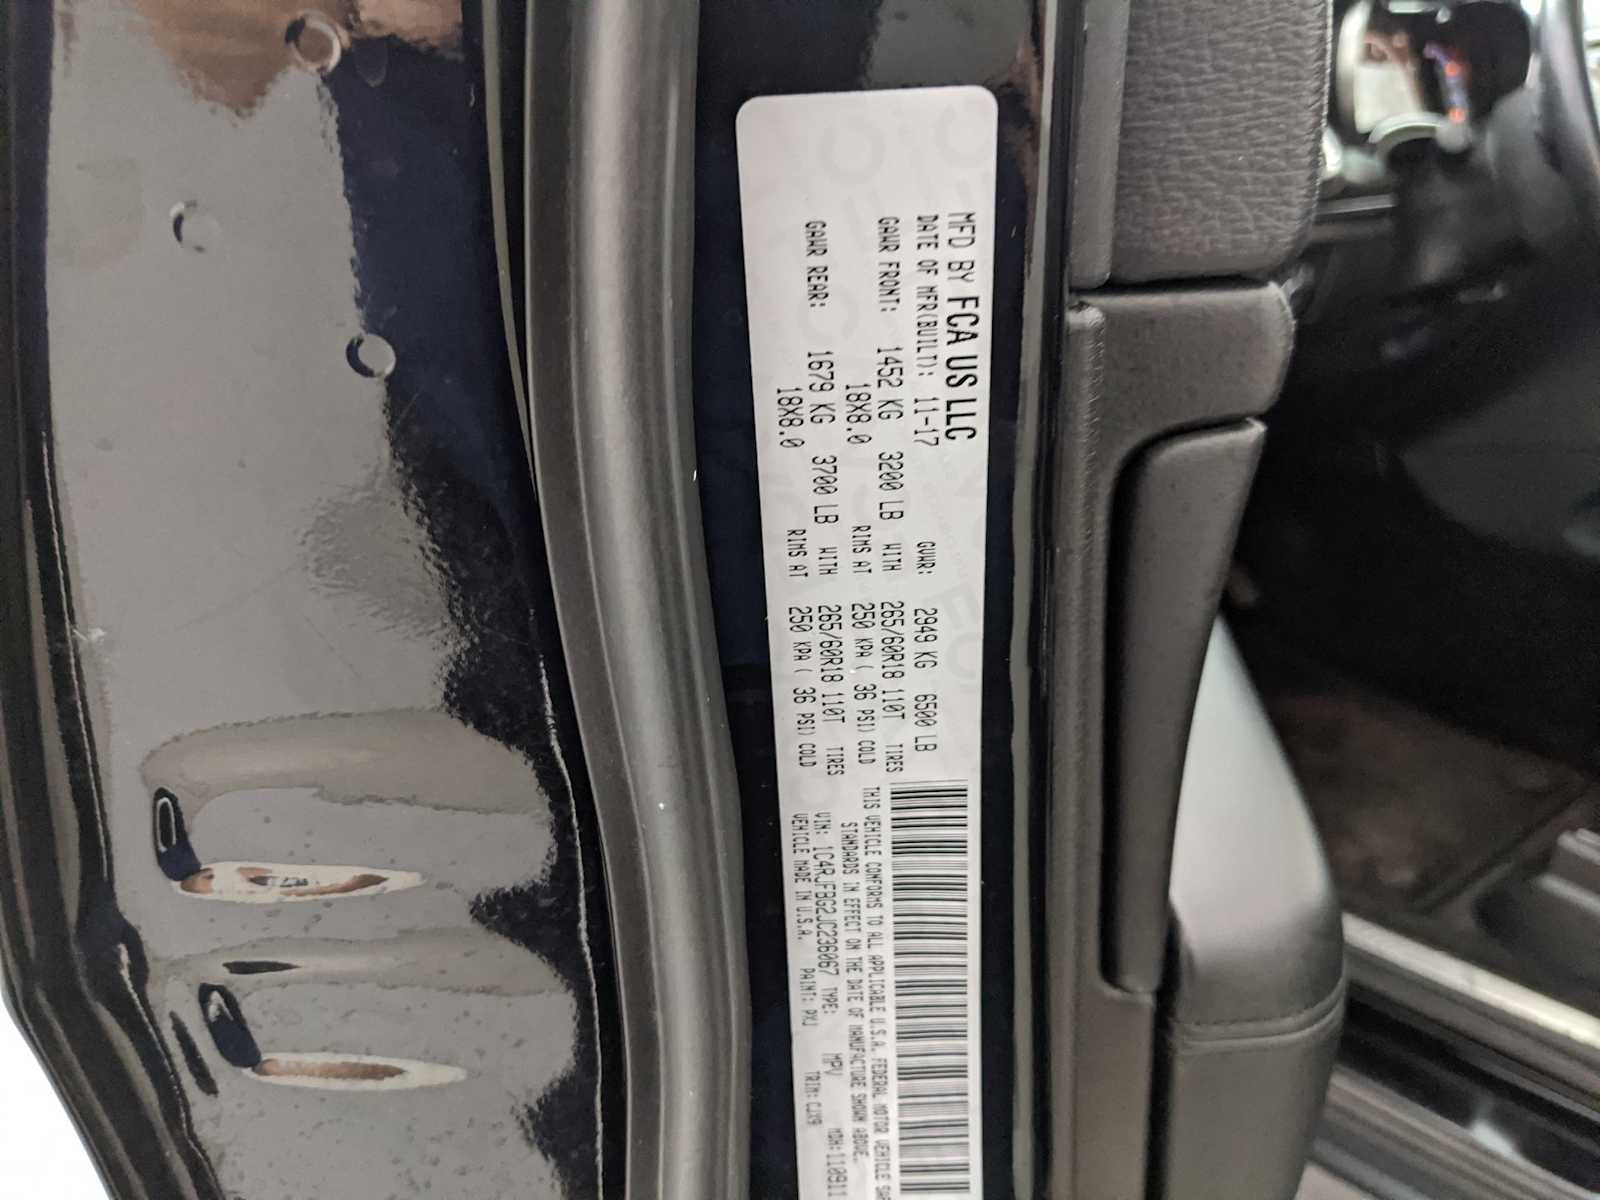 MFD BY FCA US LLC
DATE OF MFR(BUILT): 11-17 GVWR: 2949 KG 6500 LB
GAWR FRONT: 1452 KG 3200 LB WITH 265/60R18 110T TIRES
18X8.0 RIMS AT 250 KPA ( 36 PSI) COLD
GAWR REAR: 1679 KG 3700 LB WITH 265/60R18 110T TIRES
18X8.0 RIMS AT 250 KPA ( 36 PSI) COLD
THIS VEHICLE CONFORMS TO ALL APPLICABLE U.S.A. FEDERAL MOTOR VEHICLE SAF
STANDARDS IN EFFECT ON THE DATE OF MANUFACTURE SHOWN ABOVE.
VIN: 1C4RJFBG2JC236067 TYPE: MPV MDH: 110911
VEHICLE MADE IN U.S.A. PAINT: PXJ TRIM: CJX9